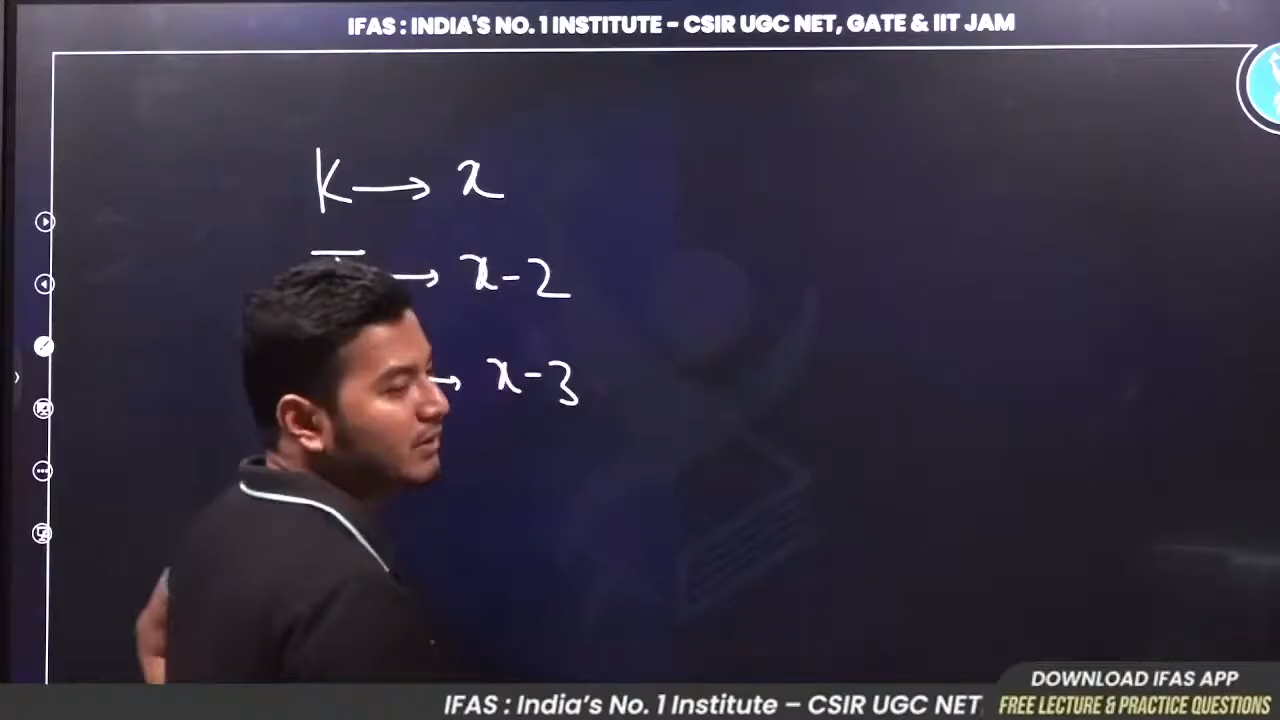 IFAS : INDIA'S NO. 1 INSTITUTE - CSIR UGC NET, GATE & IIT JAM
K → x
→ x-2
→ x-3
DOWNLOAD IFAS APP
IFAS : India's No. 1 Institute – CSIR UGC NET
FREE LECTURE & PRACTICE QUESTIONS